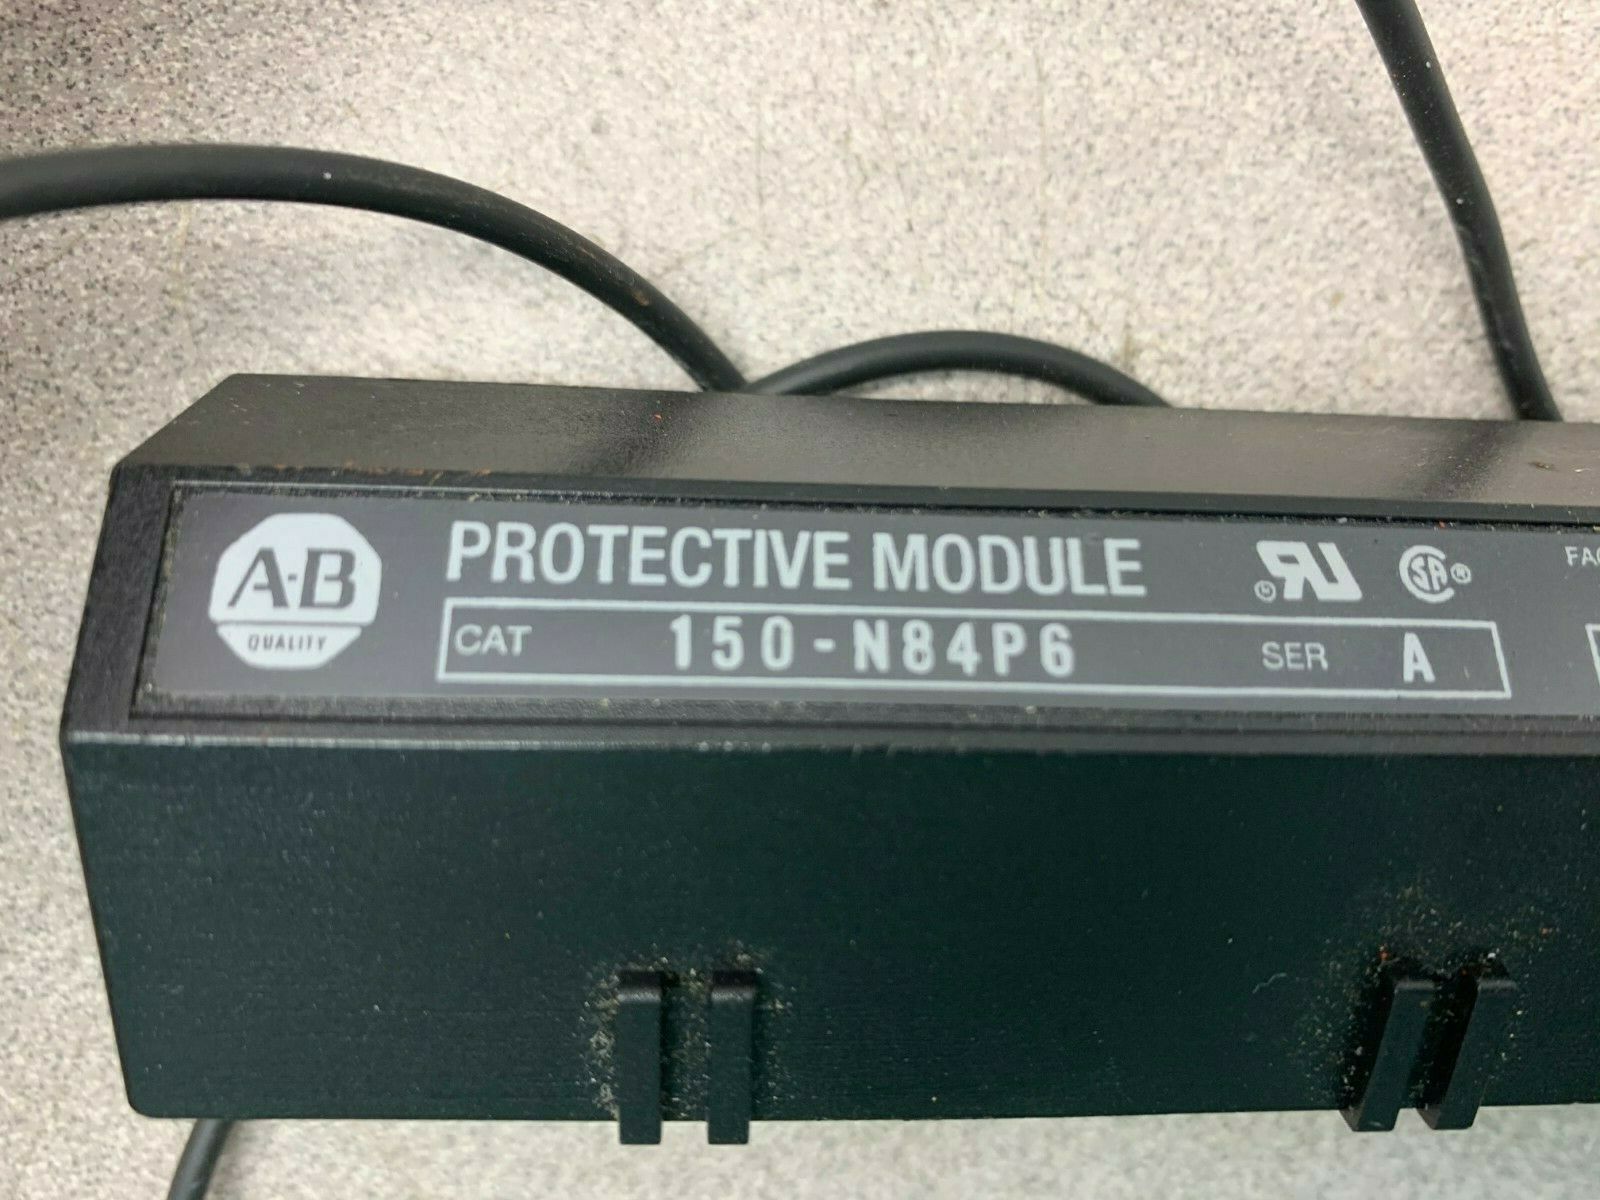 A-B
QUALITY
PROTECTIVE MODULE
CAT 150-N84P6 SER A